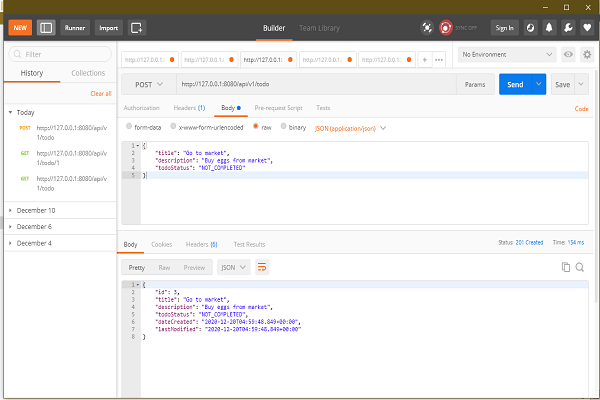 NEW Runner Import Builder Team Library SYNC OFF Sign In
Filter
History Collections
Clear all
Today
POST http://127.0.0.1:8080/api/v
1/todo
GET http://127.0.0.1:8080/api/v
1/todo/1
GET http://127.0.0.1:8080/api/v
1/todo
December 10
December 6
December 4
http://127.0.0.1: http://127.0.0.1: http://127.0.0.1: http://127.0.0.1: http://127.0.0.1: + ••• No Environment
POST http://127.0.0.1:8080/api/v1/todo Params Send Save
Authorization Headers (1) Body Pre-request Script Tests Code
form-data x-www-form-urlencoded raw binary JSON (application/json)
1 {
2 "title": "Go to market",
3 "description": "Buy eggs from market",
4 "todoStatus": "NOT_COMPLETED"
5 }
Body Cookies Headers (6) Test Results Status: 201 Created Time: 154 ms
Pretty Raw Preview JSON
1 {
2 "id": 3,
3 "title": "Go to market",
4 "description": "Buy eggs from market",
5 "todoStatus": "NOT_COMPLETED",
6 "dateCreated": "2020-12-20T04:59:48.849+00:00",
7 "lastModified": "2020-12-20T04:59:48.849+00:00"
8 }